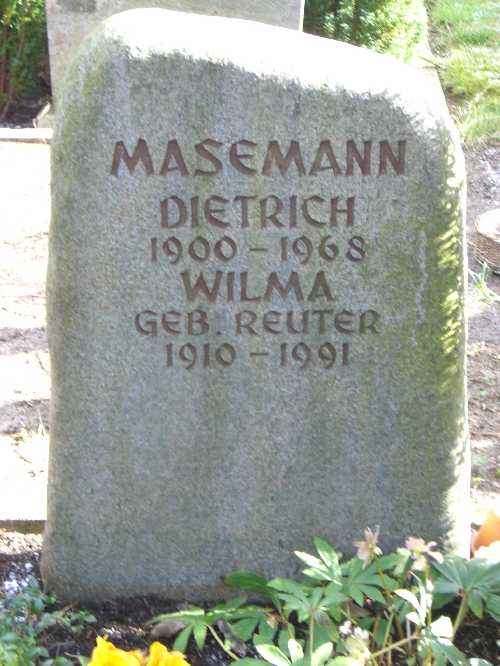 MASEMANN
DIETRICH
1900 – 1968
WILMA
GEB. REUTER
1910 – 1991